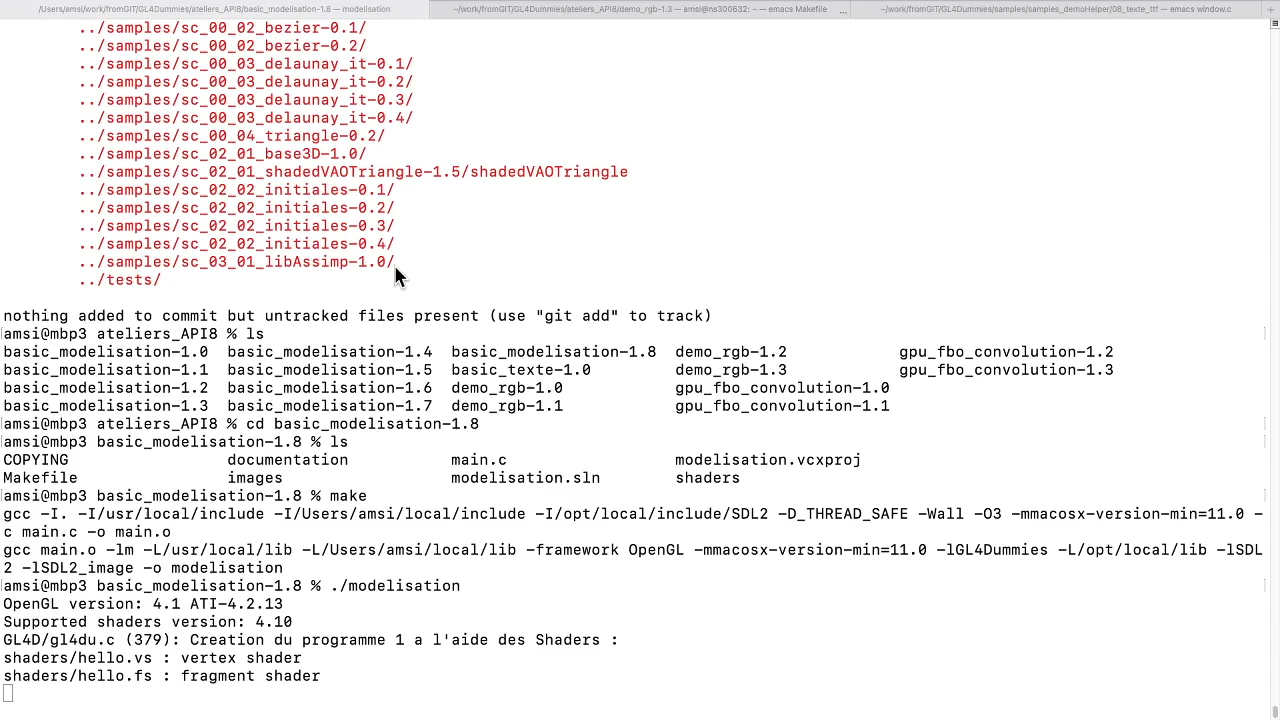 /Users/amsi/work/fromGIT/GL4Dummies/ateliers_API8/basic_modelisation-1.8 — modelisation
~/work/fromGIT/GL4Dummies/ateliers_API8/demo_rgb-1.3 — amsi@ns300632: ~ — emacs Makefile ...
~/work/fromGIT/GL4Dummies/samples/samples_demoHelper/08_texte_ttf — emacs window.c +
../samples/sc_00_02_bezier-0.1/
../samples/sc_00_02_bezier-0.2/
../samples/sc_00_03_delaunay_it-0.1/
../samples/sc_00_03_delaunay_it-0.2/
../samples/sc_00_03_delaunay_it-0.3/
../samples/sc_00_03_delaunay_it-0.4/
../samples/sc_00_04_triangle-0.2/
../samples/sc_02_01_base3D-1.0/
../samples/sc_02_01_shadedVAOTriangle-1.5/shadedVAOTriangle
../samples/sc_02_02_initiales-0.1/
../samples/sc_02_02_initiales-0.2/
../samples/sc_02_02_initiales-0.3/
../samples/sc_02_02_initiales-0.4/
../samples/sc_03_01_libAssimp-1.0/
../tests/
nothing added to commit but untracked files present (use "git add" to track)
[amsi@mbp3 ateliers_API8 % ls ]
basic_modelisation-1.0 basic_modelisation-1.4 basic_modelisation-1.8 demo_rgb-1.2 gpu_fbo_convolution-1.2
basic_modelisation-1.1 basic_modelisation-1.5 basic_texte-1.0 demo_rgb-1.3 gpu_fbo_convolution-1.3
basic_modelisation-1.2 basic_modelisation-1.6 demo_rgb-1.0 gpu_fbo_convolution-1.0
basic_modelisation-1.3 basic_modelisation-1.7 demo_rgb-1.1 gpu_fbo_convolution-1.1
[amsi@mbp3 ateliers_API8 % cd basic_modelisation-1.8 ]
[amsi@mbp3 basic_modelisation-1.8 % ls ]
COPYING documentation main.c modelisation.vcxproj
Makefile images modelisation.sln shaders
[amsi@mbp3 basic_modelisation-1.8 % make ]
gcc -I. -I/usr/local/include -I/Users/amsi/local/include -I/opt/local/include/SDL2 -D_THREAD_SAFE -Wall -O3 -mmacosx-version-min=11.0 -
c main.c -o main.o
gcc main.o -lm -L/usr/local/lib -L/Users/amsi/local/lib -framework OpenGL -mmacosx-version-min=11.0 -lGL4Dummies -L/opt/local/lib -lSDL
2 -lSDL2_image -o modelisation
[amsi@mbp3 basic_modelisation-1.8 % ./modelisation ]
OpenGL version: 4.1 ATI-4.2.13
Supported shaders version: 4.10
GL4D/gl4du.c (379): Creation du programme 1 a l'aide des Shaders :
shaders/hello.vs : vertex shader
shaders/hello.fs : fragment shader